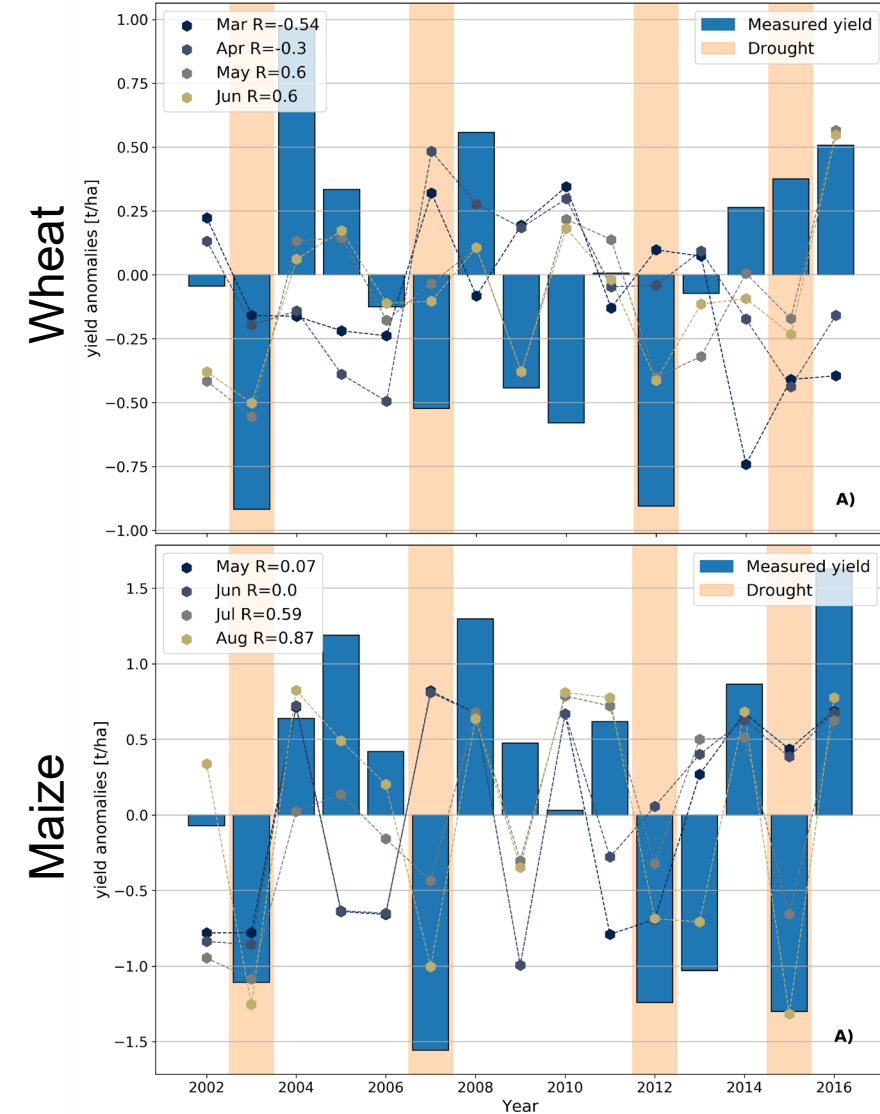 Wheat
yield anomalies [t/ha]
1.00
0.75
0.50
0.25
0.00
−0.25
−0.50
−0.75
−1.00
Mar R=-0.54
Apr R=-0.3
May R=0.6
Jun R=0.6
Measured yield
Drought
A)
Maize
yield anomalies [t/ha]
1.5
1.0
0.5
0.0
−0.5
−1.0
−1.5
May R=0.07
Jun R=0.0
Jul R=0.59
Aug R=0.87
Measured yield
Drought
A)
2002 2004 2006 2008 2010 2012 2014 2016
Year